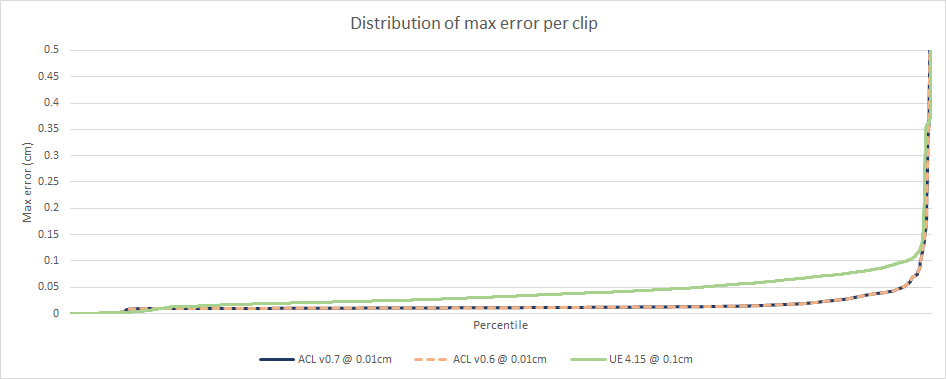 Distribution of max error per clip
0.5
0.45
0.4
0.35
0.3
0.25
0.2
0.15
0.1
0.05
0
Max error (cm)
Percentile
ACL v0.7 @ 0.01cm
ACL v0.6 @ 0.01cm
UE 4.15 @ 0.1cm